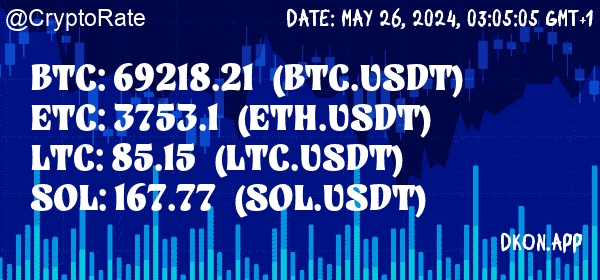 @CryptoRate
DATE: MAY 26, 2024, 03:05:05 GMT+1
BTC: 69218.21 (BTC.USDT)
ETC: 3753.1 (ETH.USDT)
LTC: 85.15 (LTC.USDT)
SOL: 167.77 (SOL.USDT)
DKON.APP